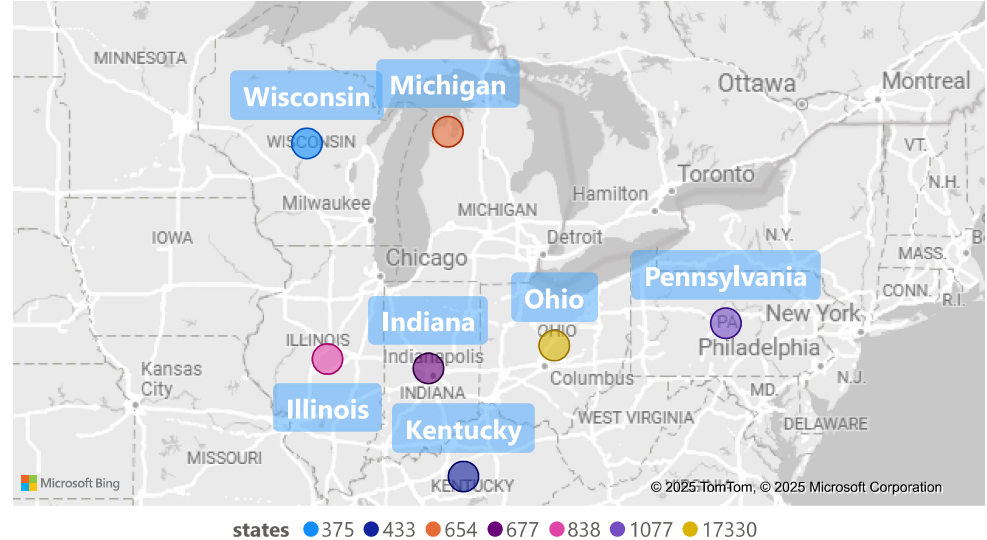 MINNESOTA
Wisconsin
Michigan
Ottawa
Montreal
WISCONSIN
VT.
Toronto
N.H.
Hamilton
Milwaukee
MICHIGAN
IOWA
Detroit
N.Y.
MASS.
Chicago
Pennsylvania
CONN.
R.I.
Ohio
Indiana
PA
New York
OHIO
ILLINOIS
Indianapolis
Philadelphia
Kansas
City
Columbus
N.J.
INDIANA
MD.
Illinois
Kentucky
WEST VIRGINIA
DELAWARE
MISSOURI
KENTUCKY
Microsoft Bing
© 2025 TomTom, © 2025 Microsoft Corporation
states 375 433 654 677 838 1077 17330